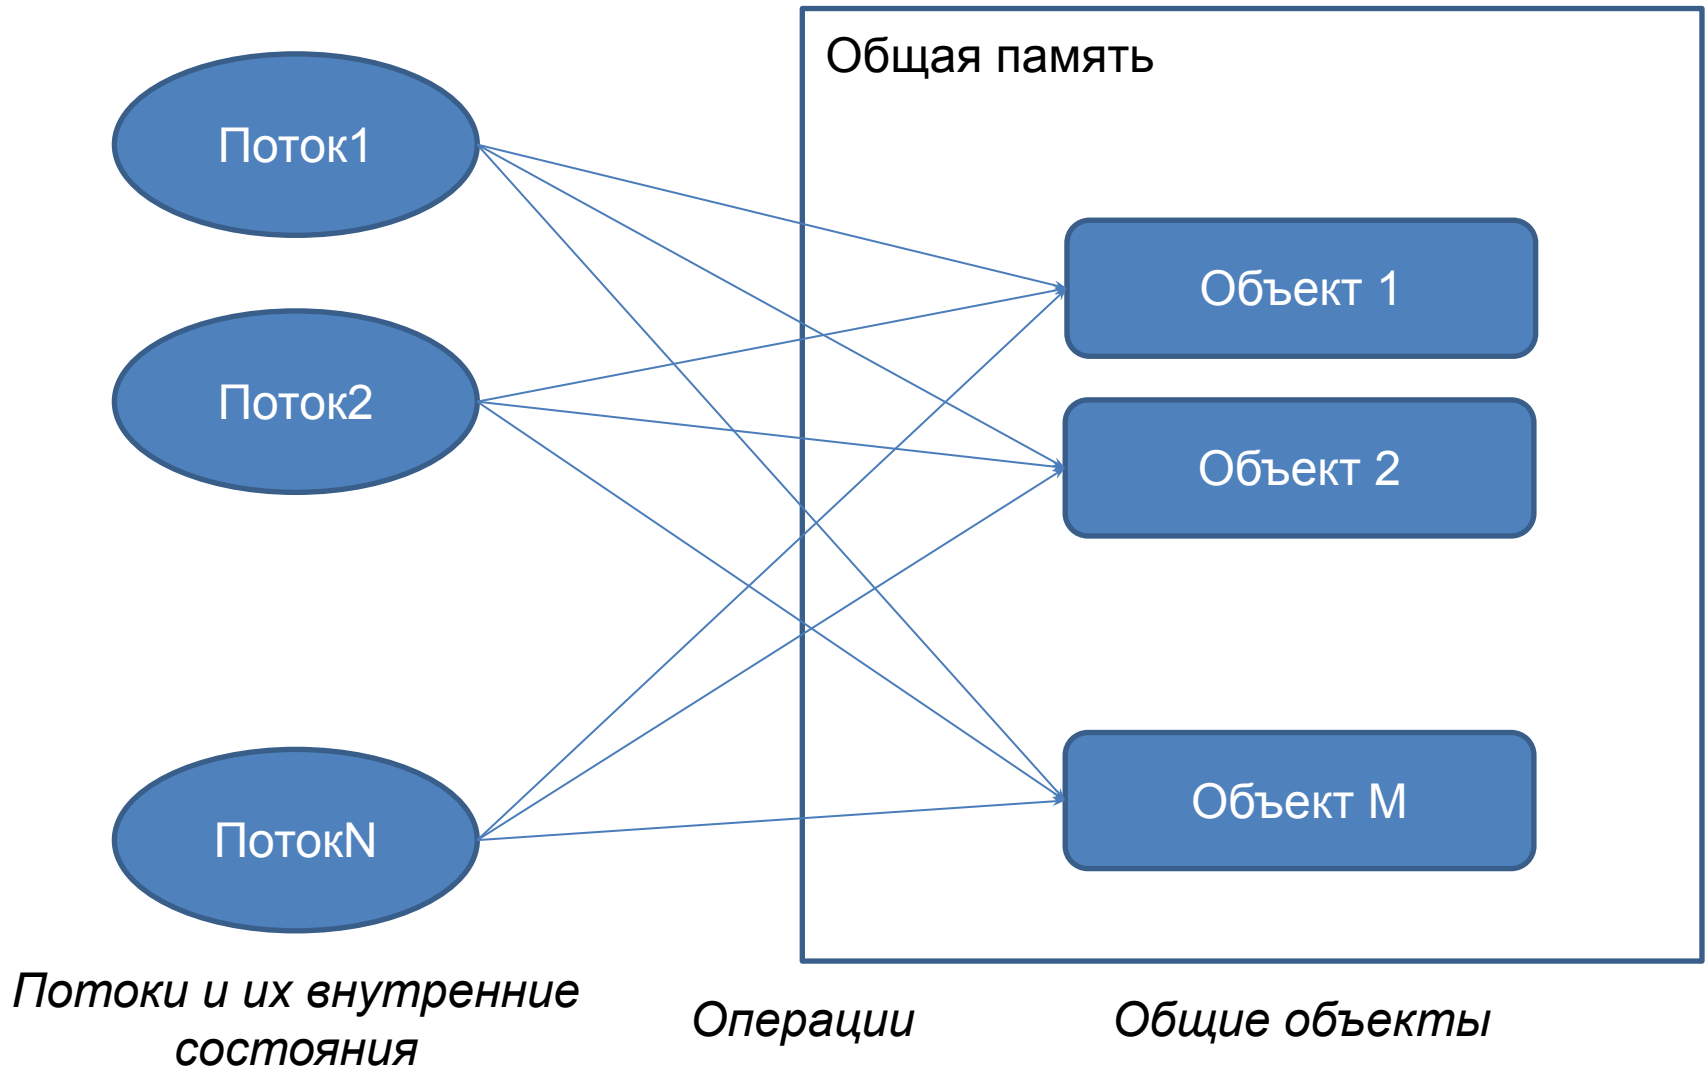 Общая память
Поток1
Объект 1
Поток2
Объект 2
ПотокN
Объект M
Потоки и их внутренние
состояния
Операции
Общие объекты